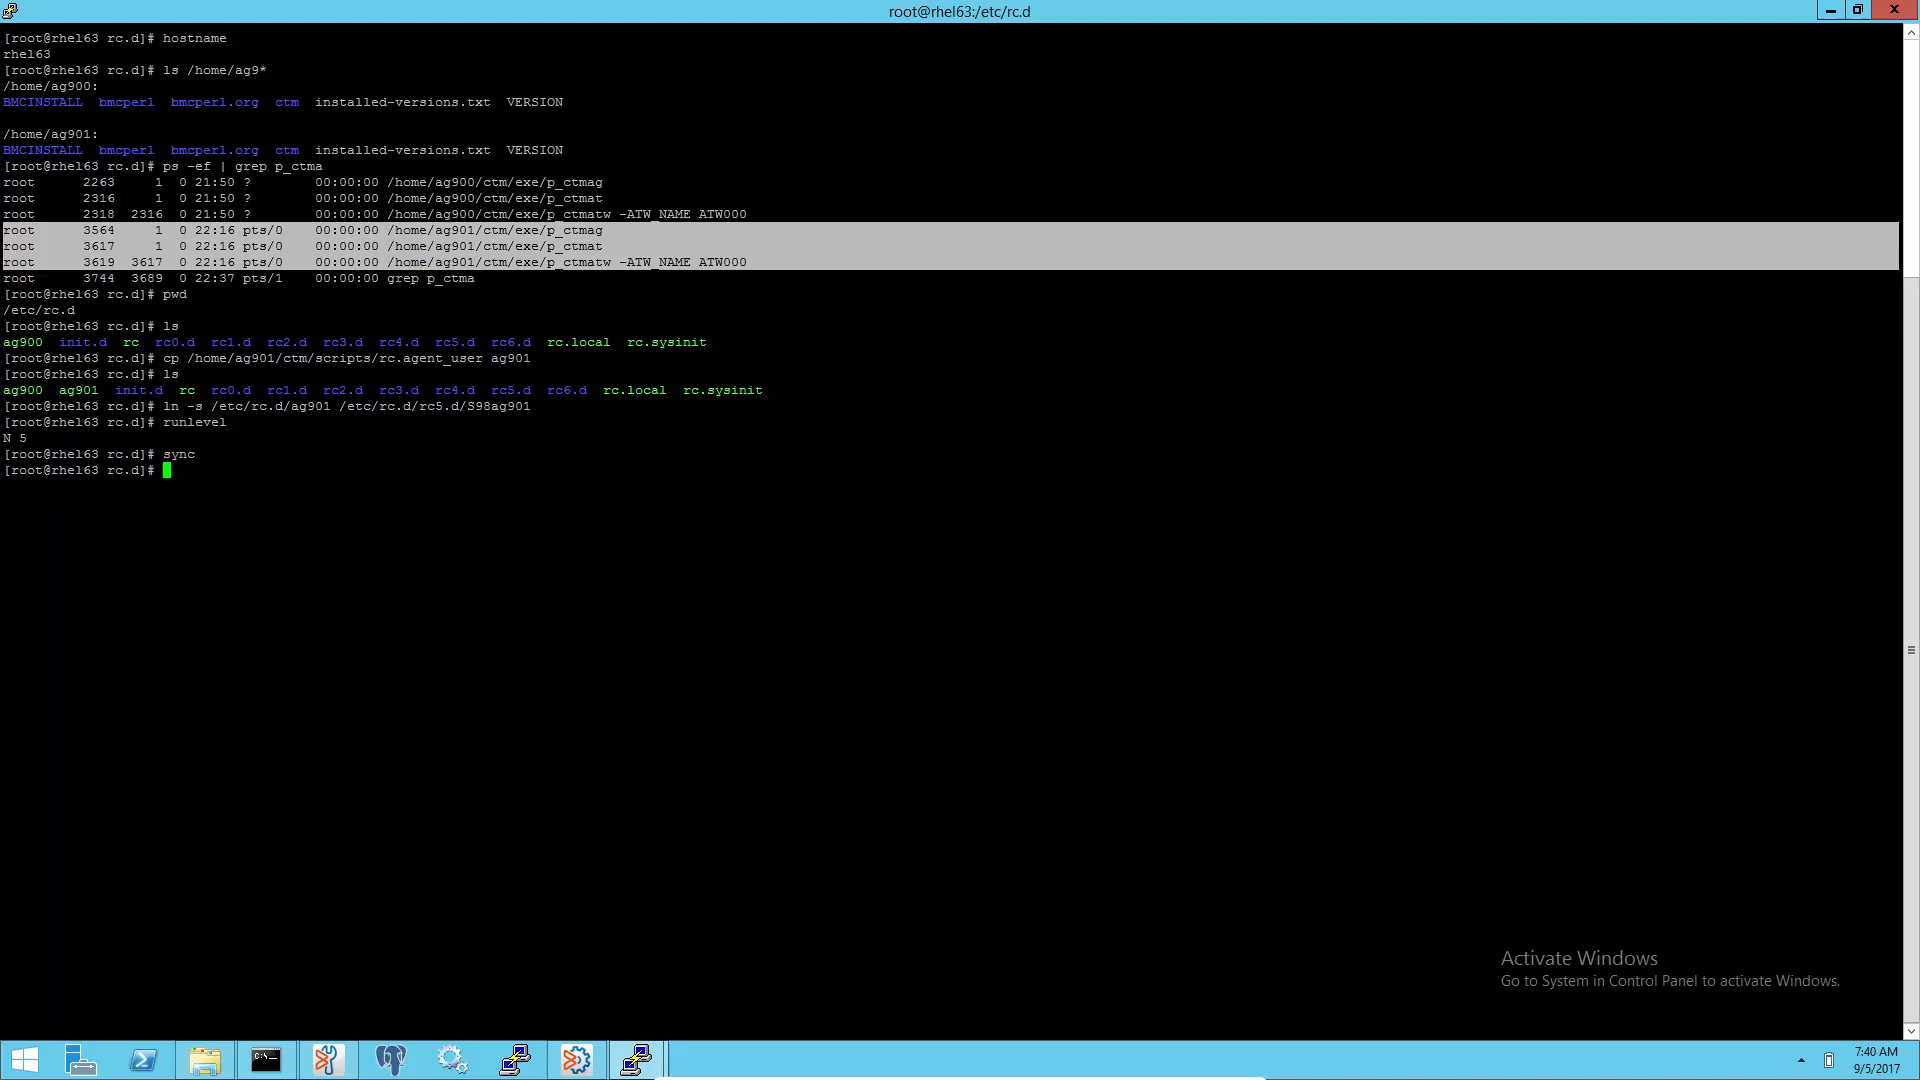 root@rhel63:/etc/rc.d
[root@rhel63 rc.d]# hostname
rhel63
[root@rhel63 rc.d]# ls /home/ag9*
/home/ag900:
BMCINSTALL  bmcperl  bmcperl.org  ctm  installed-versions.txt  VERSION
/home/ag901:
BMCINSTALL  bmcperl  bmcperl.org  ctm  installed-versions.txt  VERSION
[root@rhel63 rc.d]# ps -ef | grep p_ctma
root      2263     1  0 21:50 ?        00:00:00 /home/ag900/ctm/exe/p_ctmag
root      2316     1  0 21:50 ?        00:00:00 /home/ag900/ctm/exe/p_ctmat
root      2318  2316  0 21:50 ?        00:00:00 /home/ag900/ctm/exe/p_ctmatw -ATW_NAME ATW000
root      3564     1  0 22:16 pts/0    00:00:00 /home/ag901/ctm/exe/p_ctmag
root      3617     1  0 22:16 pts/0    00:00:00 /home/ag901/ctm/exe/p_ctmat
root      3619  3617  0 22:16 pts/0    00:00:00 /home/ag901/ctm/exe/p_ctmatw -ATW_NAME ATW000
root      3744  3689  0 22:37 pts/1    00:00:00 grep p_ctma
[root@rhel63 rc.d]# pwd
/etc/rc.d
[root@rhel63 rc.d]# ls
ag900  init.d  rc  rc0.d  rc1.d  rc2.d  rc3.d  rc4.d  rc5.d  rc6.d  rc.local  rc.sysinit
[root@rhel63 rc.d]# cp /home/ag901/ctm/scripts/rc.agent_user ag901
[root@rhel63 rc.d]# ls
ag900  ag901  init.d  rc  rc0.d  rc1.d  rc2.d  rc3.d  rc4.d  rc5.d  rc6.d  rc.local  rc.sysinit
[root@rhel63 rc.d]# ln -s /etc/rc.d/ag901 /etc/rc.d/rc5.d/S98ag901
[root@rhel63 rc.d]# runlevel
N 5
[root@rhel63 rc.d]# sync
[root@rhel63 rc.d]#
Activate Windows
Go to System in Control Panel to activate Windows.
C:\_
7:40 AM
9/5/2017